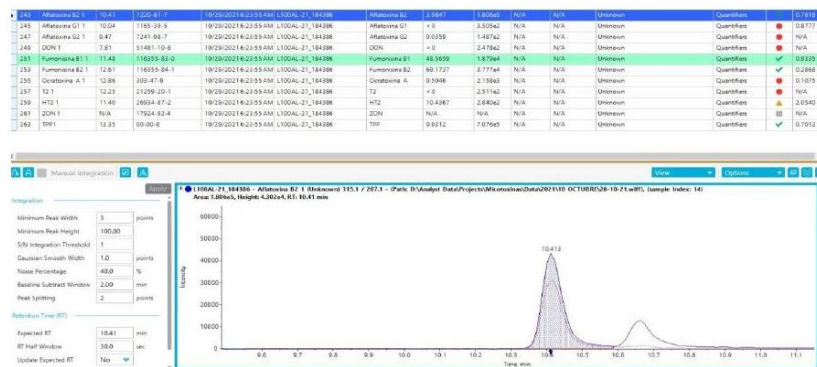 243 Aflatoxina B2 1 10.41 7220-81-7 10/29/2021 6:23:55 AM L100AL-21_184386 Aflatoxina B2 3.9847 1.806e5 N/A N/A Unknown Quantifiers 0.7618
245 Aflatoxina G1 1 10.04 1165-39-5 10/29/2021 6:23:55 AM L100AL-21_184386 Aflatoxina G1 < 0 3.505e2 N/A N/A Unknown Quantifiers 0.8777
247 Aflatoxina G2 1 9.47 7241-98-7 10/29/2021 6:23:55 AM L100AL-21_184386 Aflatoxina G2 0.0359 1.487e2 N/A N/A Unknown Quantifiers N/A
249 DON 1 7.81 51481-10-8 10/29/2021 6:23:55 AM L100AL-21_184386 DON < 0 2.478e2 N/A N/A Unknown Quantifiers N/A
251 Fumonisina B1 1 11.43 116355-83-0 10/29/2021 6:23:55 AM L100AL-21_184386 Fumonisina B1 48.5659 1.879e4 N/A N/A Unknown Quantifiers 0.9335
253 Fumonisina B2 1 12.61 116355-84-1 10/29/2021 6:23:55 AM L100AL-21_184386 Fumonisina B2 69.1737 3.777e4 N/A N/A Unknown Quantifiers 0.2868
255 Ocratoxina A 1 12.86 303-47-9 10/29/2021 6:23:55 AM L100AL-21_184386 Ocratoxina A 0.5946 2.158e3 N/A N/A Unknown Quantifiers 0.1075
257 T2 1 12.25 21259-20-1 10/29/2021 6:23:55 AM L100AL-21_184386 T2 < 0 2.511e2 N/A N/A Unknown Quantifiers N/A
259 HT2 1 11.40 26934-87-2 10/29/2021 6:23:55 AM L100AL-21_184386 HT2 10.4367 2.840e2 N/A N/A Unknown Quantifiers 2.0540
261 ZON 1 N/A 17924-92-4 10/29/2021 6:23:55 AM L100AL-21_184386 ZON N/A N/A N/A N/A Unknown Quantifiers N/A
263 TPP1 13.35 00-00-6 10/29/2021 6:23:55 AM L100AL-21_184386 TPP 0.9312 7.076e5 N/A N/A Unknown Quantifiers 0.7012
Manual Integration View Options
Apply
L100AL-21_184386 - Aflatoxina B2 1 (Unknown) 315.1 / 287.1 - (Path: D:\Analyst Data\Projects\Micotoxinas\Data\2021\10 OCTUBRE\28-10-21.wiff), (sample Index: 14)
Area: 1.806e5, Height: 4.302e4, RT: 10.41 min
Integration
Minimum Peak Width 3 points
Minimum Peak Height 100.00
S/N Integration Threshold 1
Gaussian Smooth Width 1.0 points
Noise Percentage 40.0 %
Baseline Subtract Window 2.00 min
Peak Splitting 2 points
Retention Time (RT)
Expected RT 10.41 min
RT Half Window 30.0 sec
Update Expected RT No
Intensity
60000
50000
40000
30000
20000
10000
0
10.413
9.6 9.7 9.8 9.9 10.0 10.1 10.2 10.3 10.4 10.5 10.6 10.7 10.8 10.9 11.0 11.1
Time, min